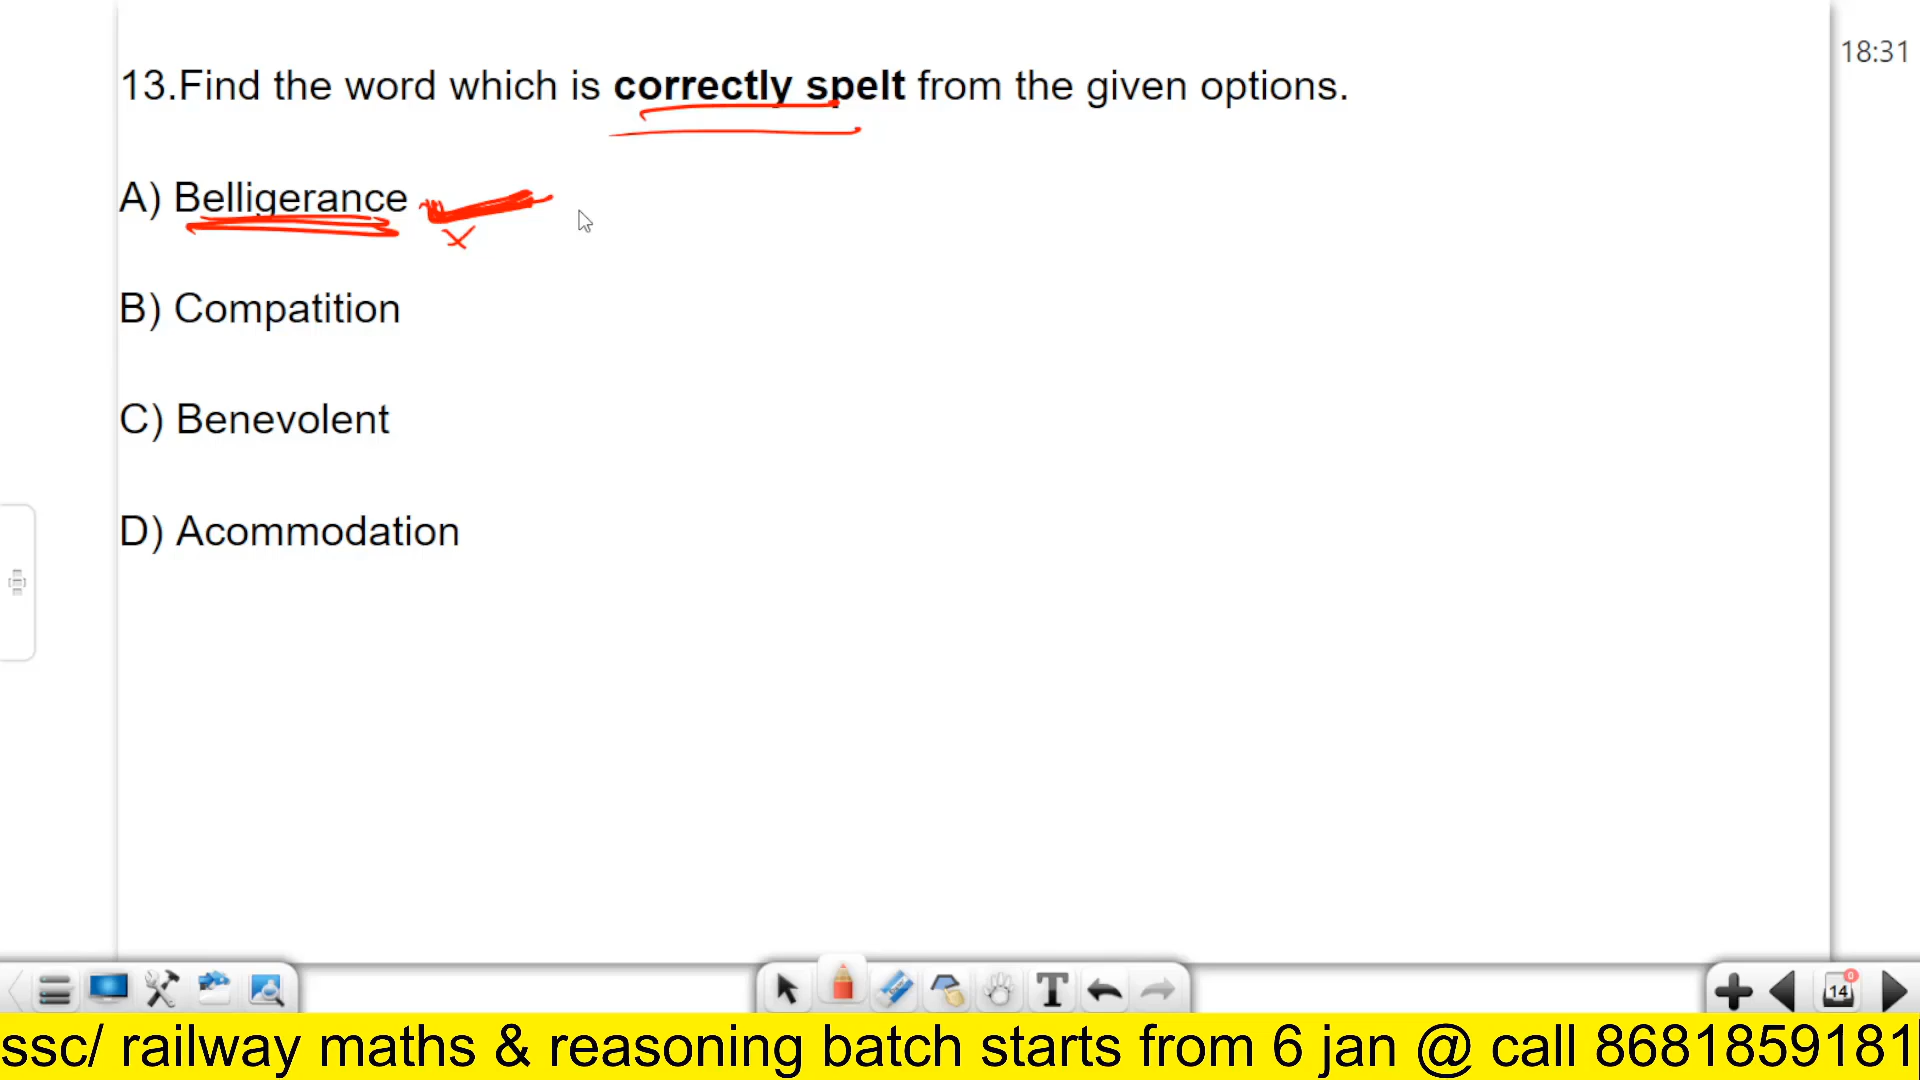 18:31
13.Find the word which is correctly spelt from the given options.
A) Belligerance
x
B) Compatition
C) Benevolent
D) Acommodation
T
0
14
ssc/ railway maths & reasoning batch starts from 6 jan @ call 8681859181